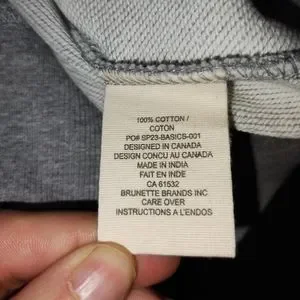 100% COTTON /
COTON
PO# SP23-BASICS-001
DESIGNED IN CANADA
DESIGN CONCU AU CANADA
MADE IN INDIA
FAIT EN INDE
CA 61532
BRUNETTE BRANDS INC
CARE OVER
INSTRUCTIONS A L'ENDOS